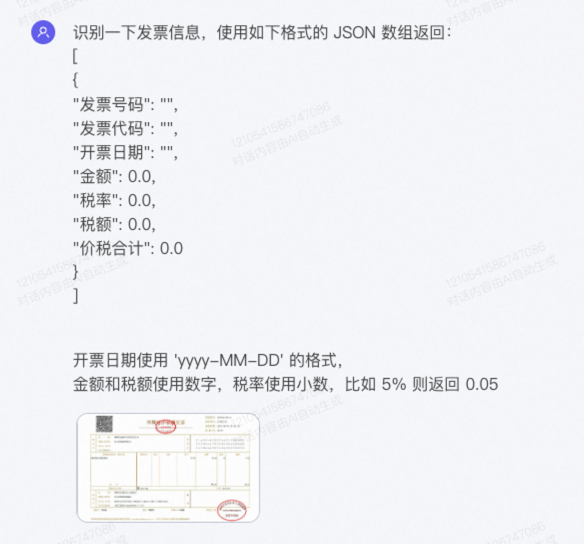 识别一下发票信息，使用如下格式的 JSON 数组返回：
[
{
"发票号码": "",
"发票代码": "",
"开票日期": "",
"金额": 0.0,
"税率": 0.0,
"税额": 0.0,
"价税合计": 0.0
}
]
开票日期使用 'yyyy-MM-DD' 的格式，
金额和税额使用数字，税率使用小数，比如 5% 则返回 0.05
1210641586747086
对话内容由AI自动生成